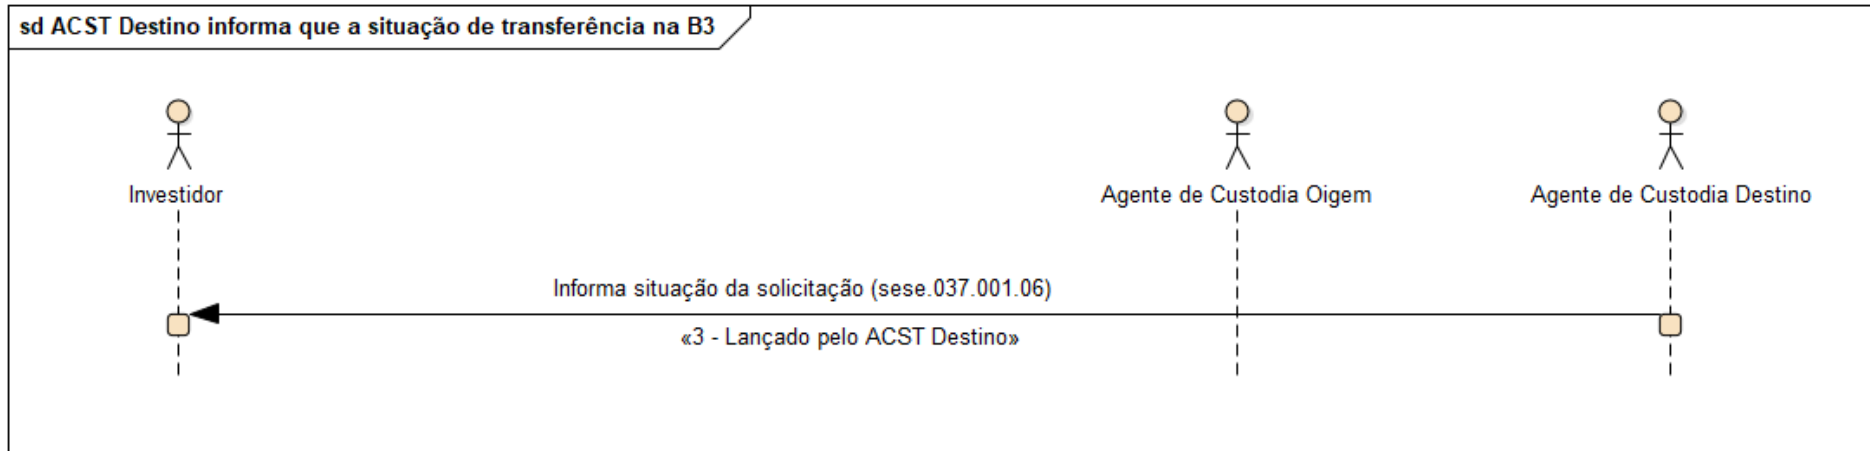 sd ACST Destino informa que a situação de transferência na B3
Investidor
Agente de Custodia Oigem
Agente de Custodia Destino
Informa situação da solicitação (sese.037.001.06)
«3 - Lançado pelo ACST Destino»